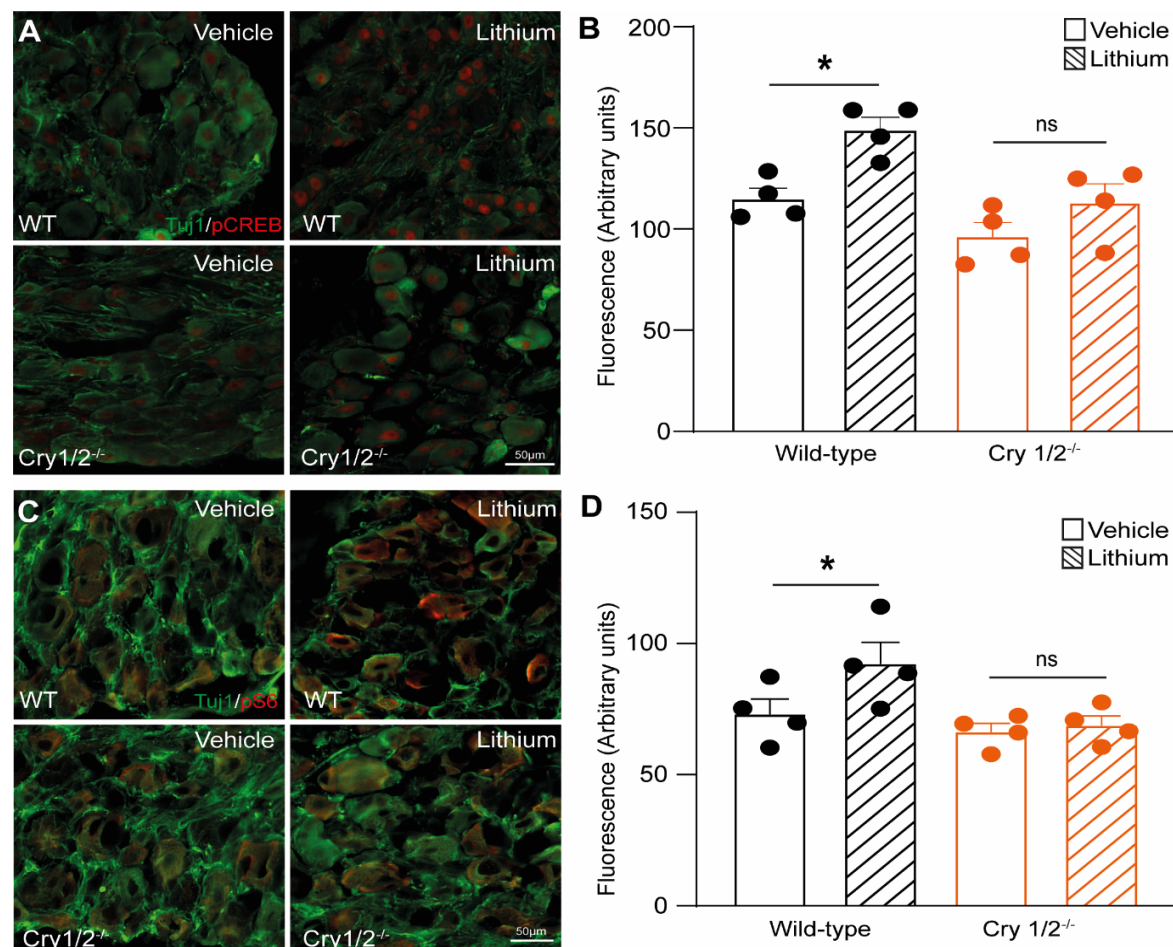 A
Vehicle
WT
Tuj1/pCREB
Lithium
WT
Vehicle
Cry1/2-/-
Lithium
Cry1/2-/-
50µm
B
Vehicle
Lithium
Fluorescence (Arbitrary units)
200
150
100
50
0
*
ns
Wild-type
Cry 1/2-/-
C
Vehicle
WT
Tuj1/pS6
Lithium
WT
Vehicle
Cry1/2-/-
Lithium
Cry1/2-/-
50µm
D
Vehicle
Lithium
Fluorescence (Arbitrary units)
150
100
50
0
*
ns
Wild-type
Cry 1/2-/-